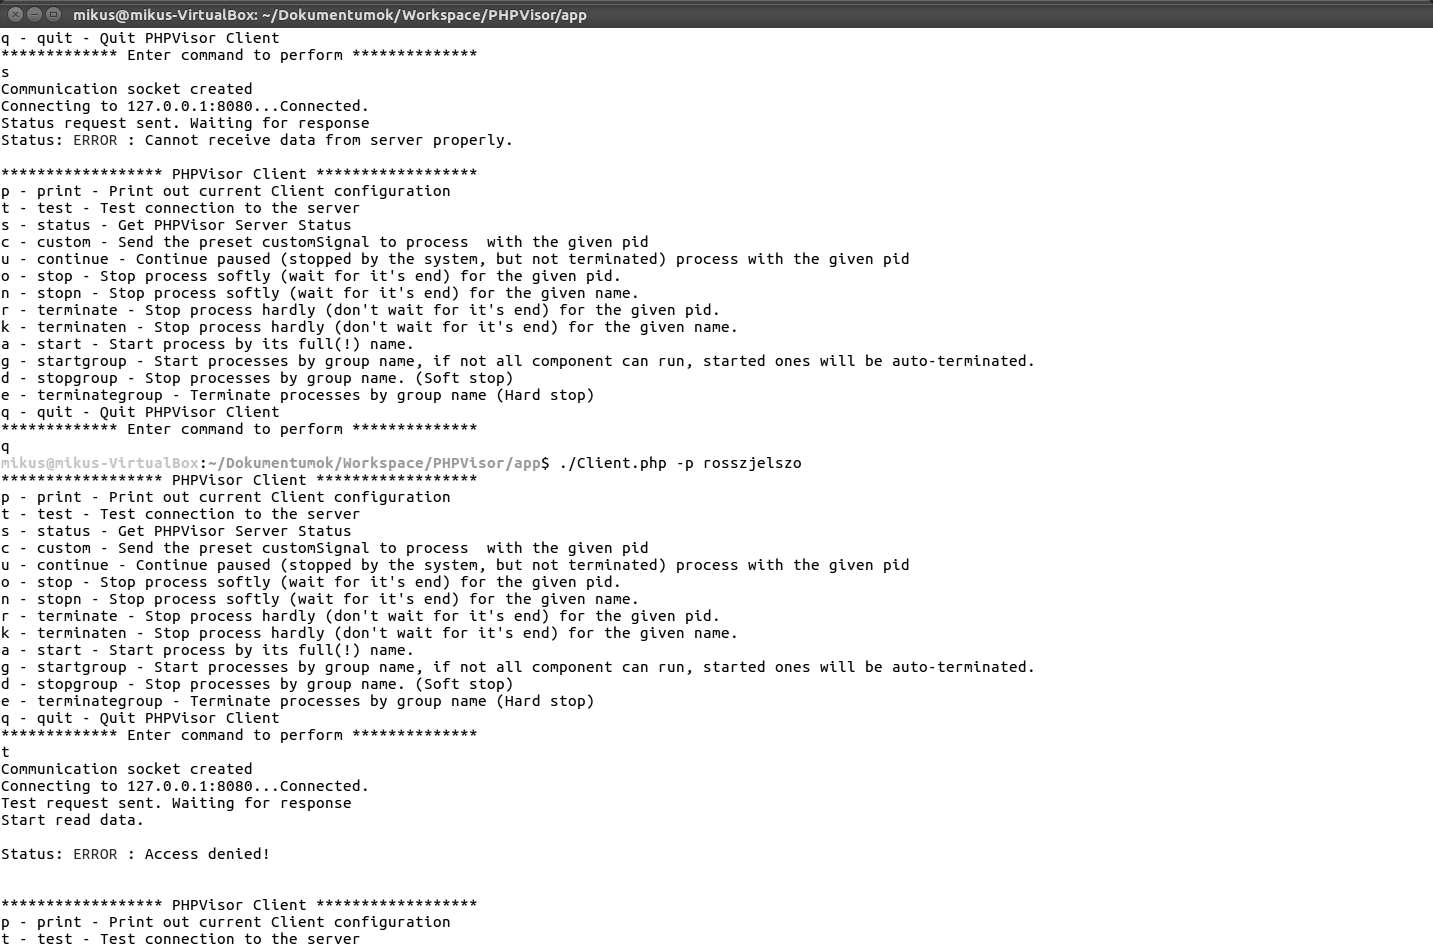 mikus@mikus-VirtualBox: ~/Dokumentumok/Workspace/PHPVisor/app
q - quit - Quit PHPVisor Client
************* Enter command to perform **************
s
Communication socket created
Connecting to 127.0.0.1:8080...Connected.
Status request sent. Waiting for response
Status: ERROR : Cannot receive data from server properly.

****************** PHPVisor Client ******************
p - print - Print out current Client configuration
t - test - Test connection to the server
s - status - Get PHPVisor Server Status
c - custom - Send the preset customSignal to process  with the given pid
u - continue - Continue paused (stopped by the system, but not terminated) process with the given pid
o - stop - Stop process softly (wait for it's end) for the given pid.
n - stopn - Stop process softly (wait for it's end) for the given name.
r - terminate - Stop process hardly (don't wait for it's end) for the given pid.
k - terminaten - Stop process hardly (don't wait for it's end) for the given name.
a - start - Start process by its full(!) name.
g - startgroup - Start processes by group name, if not all component can run, started ones will be auto-terminated.
d - stopgroup - Stop processes by group name. (Soft stop)
e - terminategroup - Terminate processes by group name (Hard stop)
q - quit - Quit PHPVisor Client
************* Enter command to perform **************
q
mikus@mikus-VirtualBox:~/Dokumentumok/Workspace/PHPVisor/app$ ./Client.php -p rosszjelszo
****************** PHPVisor Client ******************
p - print - Print out current Client configuration
t - test - Test connection to the server
s - status - Get PHPVisor Server Status
c - custom - Send the preset customSignal to process  with the given pid
u - continue - Continue paused (stopped by the system, but not terminated) process with the given pid
o - stop - Stop process softly (wait for it's end) for the given pid.
n - stopn - Stop process softly (wait for it's end) for the given name.
r - terminate - Stop process hardly (don't wait for it's end) for the given pid.
k - terminaten - Stop process hardly (don't wait for it's end) for the given name.
a - start - Start process by its full(!) name.
g - startgroup - Start processes by group name, if not all component can run, started ones will be auto-terminated.
d - stopgroup - Stop processes by group name. (Soft stop)
e - terminategroup - Terminate processes by group name (Hard stop)
q - quit - Quit PHPVisor Client
************* Enter command to perform **************
t
Communication socket created
Connecting to 127.0.0.1:8080...Connected.
Test request sent. Waiting for response
Start read data.

Status: ERROR : Access denied!

****************** PHPVisor Client ******************
p - print - Print out current Client configuration
t - test - Test connection to the server